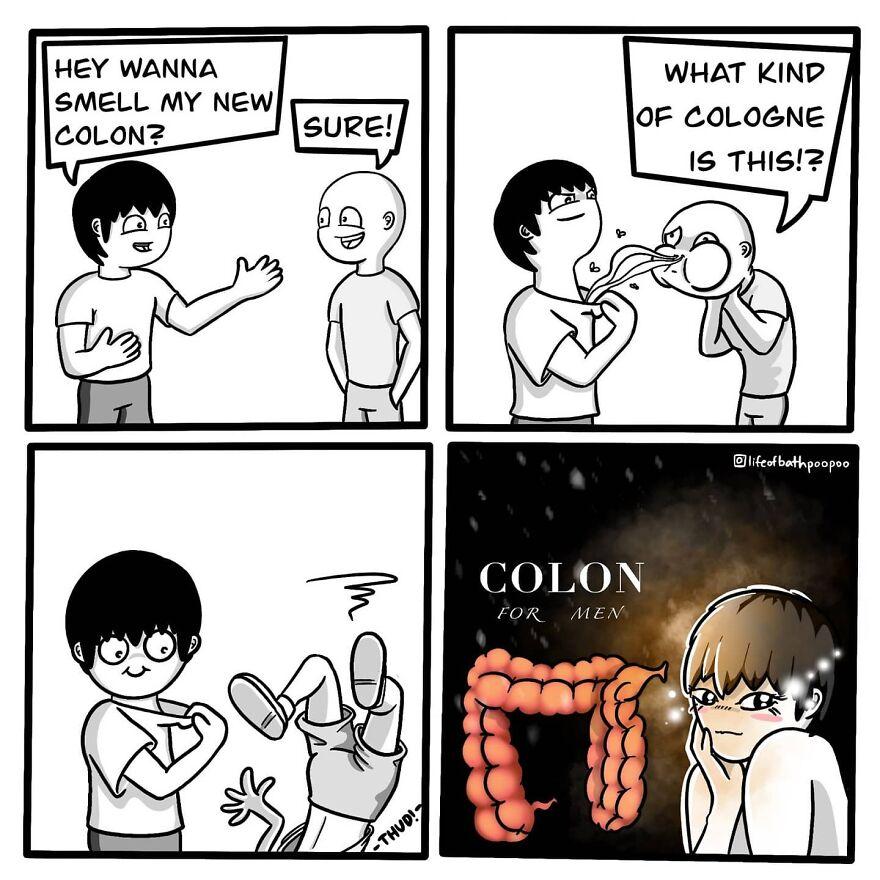 HEY WANNA
SMELL MY NEW
COLON?
SURE!
WHAT KIND
OF COLOGNE
IS THIS!?
-THUD!-
@lifeofbathpoopoo
COLON
FOR MEN